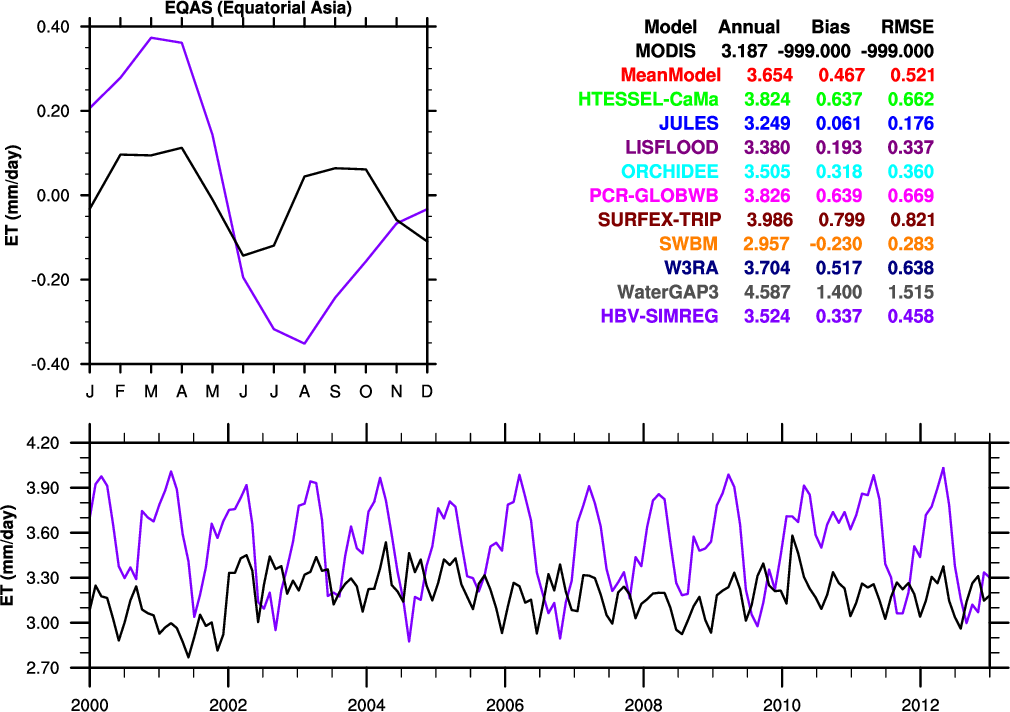 EQAS (Equatorial Asia)
0.40
0.20
0.00
-0.20
-0.40
ET (mm/day)
J F M A M J J A S O N D
Model Annual Bias RMSE
MODIS 3.187 -999.000 -999.000
MeanModel 3.654 0.467 0.521
HTESSEL-CaMa 3.824 0.637 0.662
JULES 3.249 0.061 0.176
LISFLOOD 3.380 0.193 0.337
ORCHIDEE 3.505 0.318 0.360
PCR-GLOBWB 3.826 0.639 0.669
SURFEX-TRIP 3.986 0.799 0.821
SWBM 2.957 -0.230 0.283
W3RA 3.704 0.517 0.638
WaterGAP3 4.587 1.400 1.515
HBV-SIMREG 3.524 0.337 0.458
4.20
3.90
3.60
3.30
3.00
2.70
ET (mm/day)
2000 2002 2004 2006 2008 2010 2012